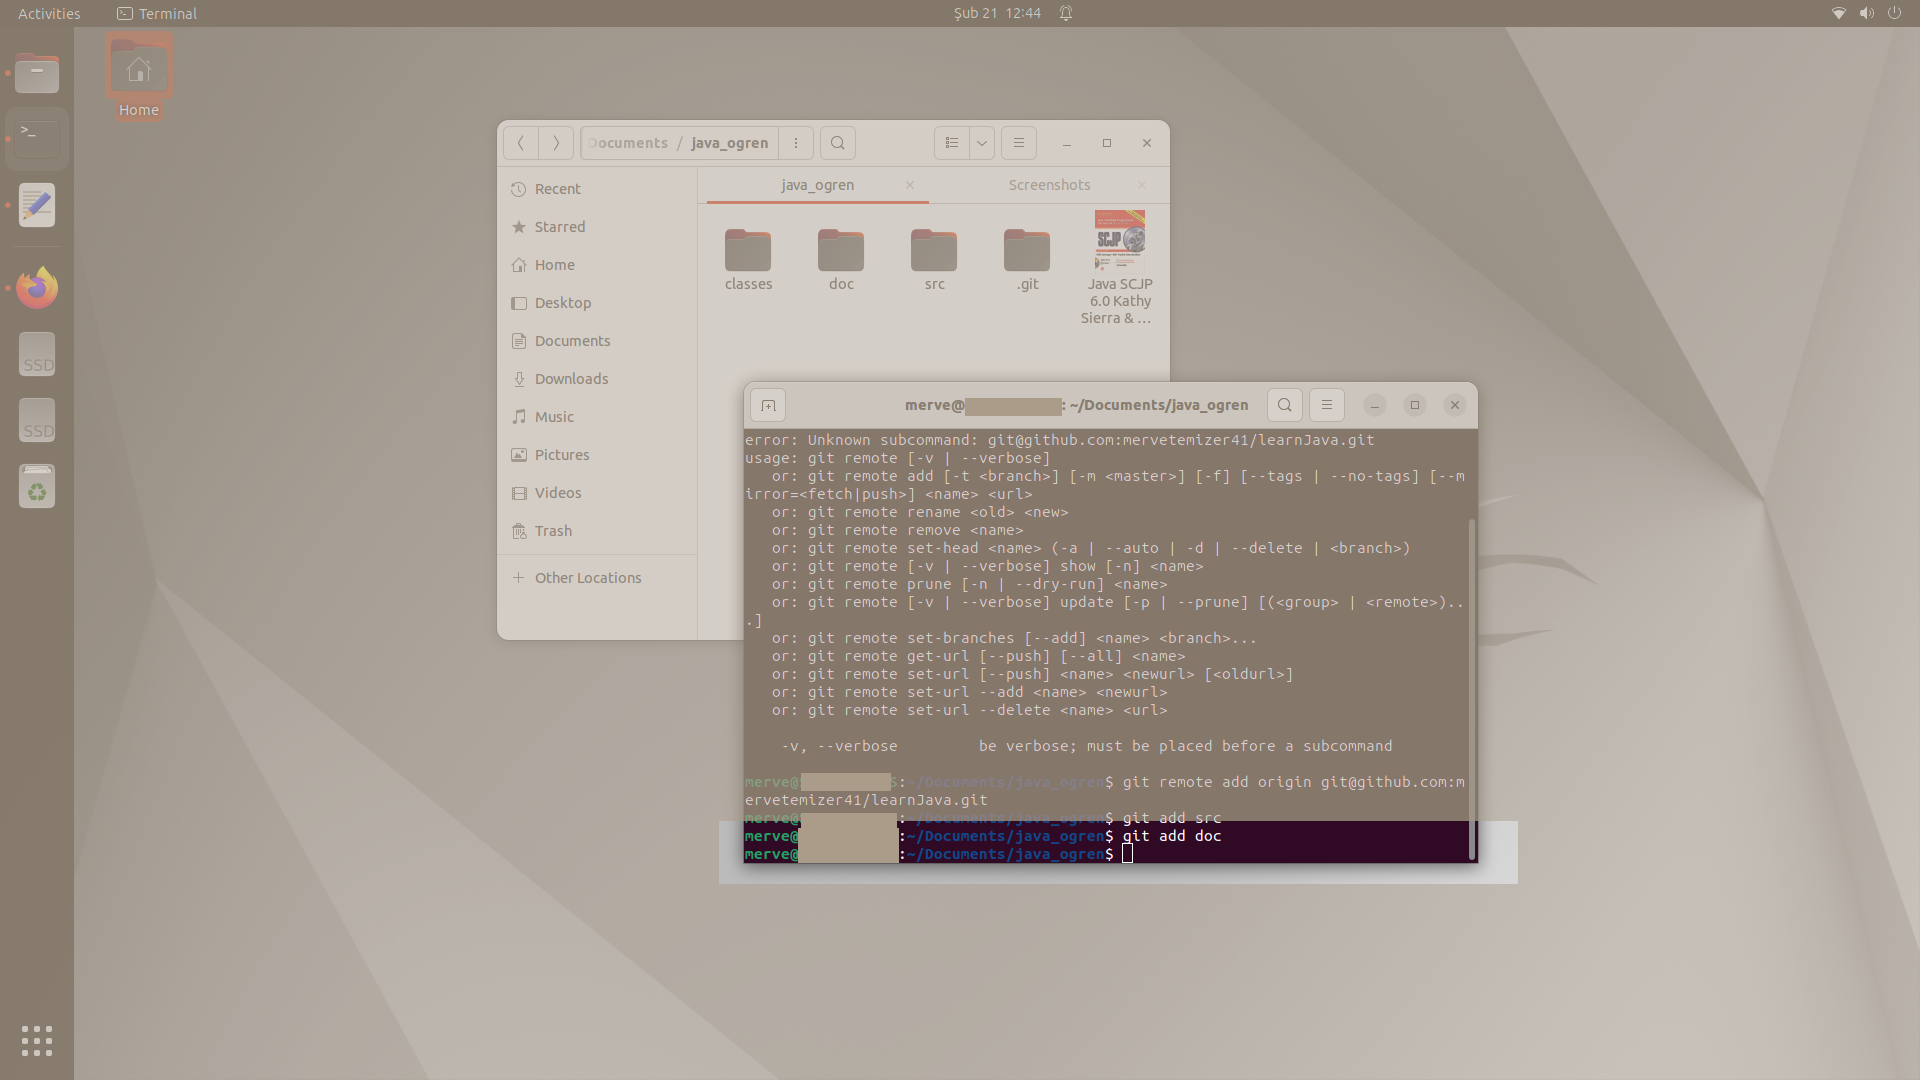 Activities
Terminal
Şub 21 12:44
Home
Documents / java_ogren
Recent
Starred
Home
Desktop
Documents
Downloads
Music
Pictures
Videos
Trash
Other Locations
java_ogren
Screenshots
SCJP
classes
doc
src
.git
Java SCJP
6.0 Kathy
Sierra & ...
SSD
SSD
merve@ : ~/Documents/java_ogren
error: Unknown subcommand: git@github.com:mervetemizer41/learnJava.git
usage: git remote [-v | --verbose]
or: git remote add [-t <branch>] [-m <master>] [-f] [--tags | --no-tags] [--m
irror=<fetch|push>] <name> <url>
or: git remote rename <old> <new>
or: git remote remove <name>
or: git remote set-head <name> (-a | --auto | -d | --delete | <branch>)
or: git remote [-v | --verbose] show [-n] <name>
or: git remote prune [-n | --dry-run] <name>
or: git remote [-v | --verbose] update [-p | --prune] [(<group> | <remote>)..
.]
or: git remote set-branches [--add] <name> <branch>...
or: git remote get-url [--push] [--all] <name>
or: git remote set-url [--push] <name> <newurl> [<oldurl>]
or: git remote set-url --add <name> <newurl>
or: git remote set-url --delete <name> <url>
-v, --verbose be verbose; must be placed before a subcommand
merve@ :~/Documents/java_ogren$ git remote add origin git@github.com:m
ervetemizer41/learnJava.git
merve@ :~/Documents/java_ogren$ git add src
merve@ :~/Documents/java_ogren$ git add doc
merve@ :~/Documents/java_ogren$